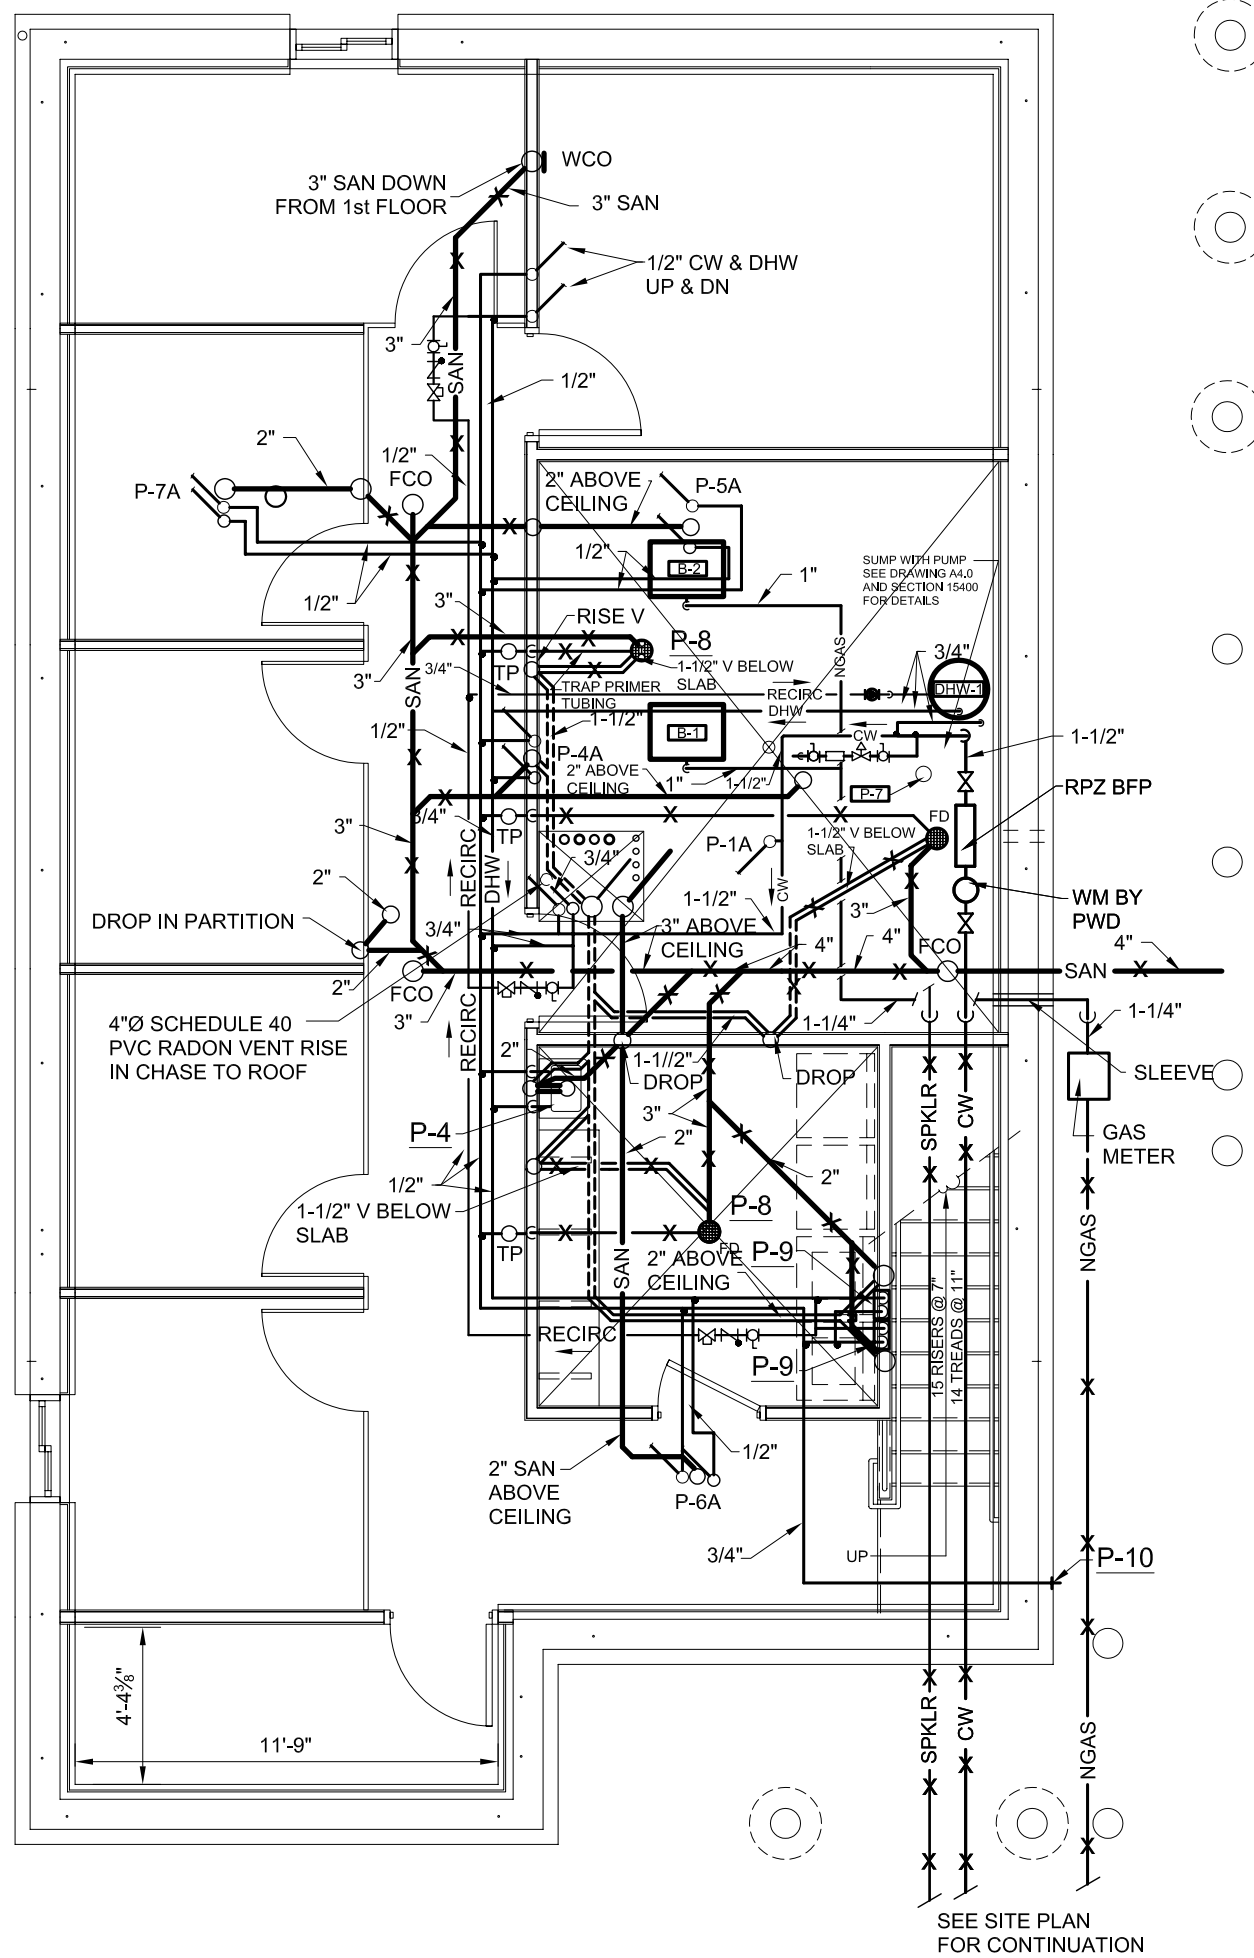 WCO
3" SAN DOWN
FROM 1st FLOOR
3" SAN
1/2" CW & DHW
UP & DN
3"
SAN
1/2"
2"
1/2"
FCO
P-7A
2" ABOVE
CEILING
P-5A
1/2"
B-2
SUMP WITH PUMP
SEE DRAWING A4.0
AND SECTION 15400
FOR DETAILS
1"
1/2"
3"
RISE V
P-8
NGAS
3/4"
3"
SAN
3/4"
TP
1-1/2" V BELOW
SLAB
TRAP PRIMER
TUBING
RECIRC
DHW
DHW-1
1-1/2"
1/2"
B-1
CW
1-1/2"
P-4A
2" ABOVE
CEILING
1"
1-1/2"
P-7
RPZ BFP
3"
3/4"
TP
FD
1-1/2" V BELOW
SLAB
P-1A
RECIRC
DHW
3/4"
2"
CW
1-1/2"
3"
WM BY
PWD
DROP IN PARTITION
3/4"
3" ABOVE
CEILING
4"
4"
FCO
4"
SAN
2"
FCO
3"
4"Ø SCHEDULE 40
PVC RADON VENT RISE
IN CHASE TO ROOF
RECIRC
1-1/4"
1-1/4"
2"
1-1//2"
DROP
DROP
SPKLR
CW
SLEEVE
P-4
3"
2"
GAS
METER
1/2"
2"
1-1/2" V BELOW
SLAB
P-8
TP
FD
SAN
2" ABOVE
CEILING
P-9
NGAS
15 RISERS @ 7"
14 TREADS @ 11"
RECIRC
P-9
1/2"
2" SAN
ABOVE
CEILING
P-6A
3/4"
UP
P-10
4'-4⅜"
11'-9"
SPKLR
CW
NGAS
SEE SITE PLAN
FOR CONTINUATION